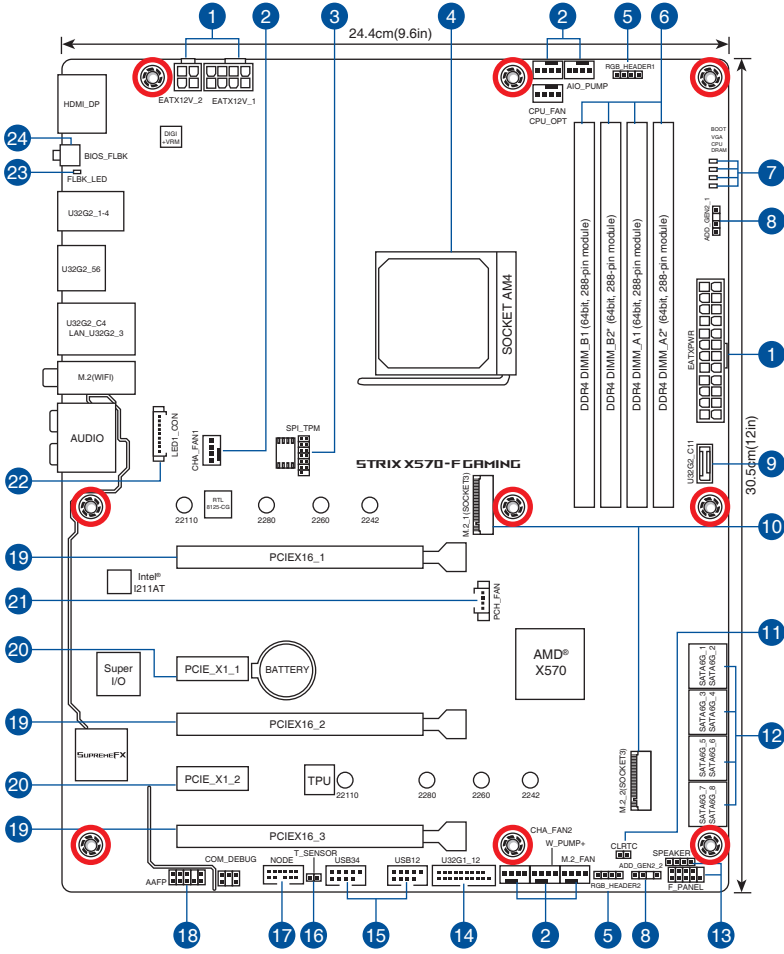 1
2
3
4
2
5
6
24.4cm(9.6in)
RGB_HEADER1
AIO_PUMP
EATX12V_2
EATX12V_1
CPU_FAN
CPU_OPT
HDMI_DP
DIGI
+VRM
BOOT
VGA
CPU
DRAM
24
BIOS_FLBK
23
FLBK_LED
7
U32G2_1-4
ADD_GEN2_1
8
U32G2_56
SOCKET AM4
DDR4 DIMM_B1 (64bit, 288-pin module)
DDR4 DIMM_B2* (64bit, 288-pin module)
DDR4 DIMM_A1 (64bit, 288-pin module)
DDR4 DIMM_A2* (64bit, 288-pin module)
EATXPWR
1
U32G2_C4
LAN_U32G2_3
M.2(WIFI)
AUDIO
LED1_CON
CHA_FAN1
2
SPI_TPM
3
22
STRIX X570-F GAMING
U32G2_C11
9
30.5cm(12in)
M.2_1(SOCKET3)
10
RTL
8125-CG
22110
2280
2260
2242
19
PCIEX16_1
Intel®
I211AT
21
PCH_FAN
11
20
Super
I/O
PCIE_X1_1
BATTERY
AMD®
X570
SATA6G_1
SATA6G_2
SATA6G_3
SATA6G_4
12
SATA6G_5
SATA6G_6
SATA6G_7
SATA6G_8
19
PCIEX16_2
SUPREMEFX
20
PCIE_X1_2
TPU
22110
2280
2260
2242
M.2_2(SOCKET3)
19
PCIEX16_3
CHA_FAN2
W_PUMP+
M.2_FAN
CLRTC
SPEAKER
AAFP
COM_DEBUG
NODE
T_SENSOR
USB34
USB12
U32G1_12
RGB_HEADER2
ADD_GEN2_2
F_PANEL
18
17
16
15
14
2
5
8
13